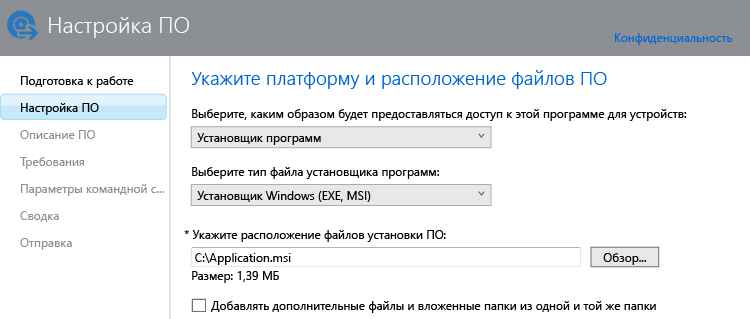 Настройка ПО
Конфиденциальность
Подготовка к работе
Настройка ПО
Описание ПО
Требования
Параметры командной с...
Сводка
Отправка
Укажите платформу и расположение файлов ПО
Выберите, каким образом будет предоставляться доступ к этой программе для устройств:
Установщик программ
Выберите тип файла установщика программ:
Установщик Windows (EXE, MSI)
* Укажите расположение файлов установки ПО:
C:\Application.msi
Обзор...
Размер: 1,39 МБ
Добавлять дополнительные файлы и вложенные папки из одной и той же папки